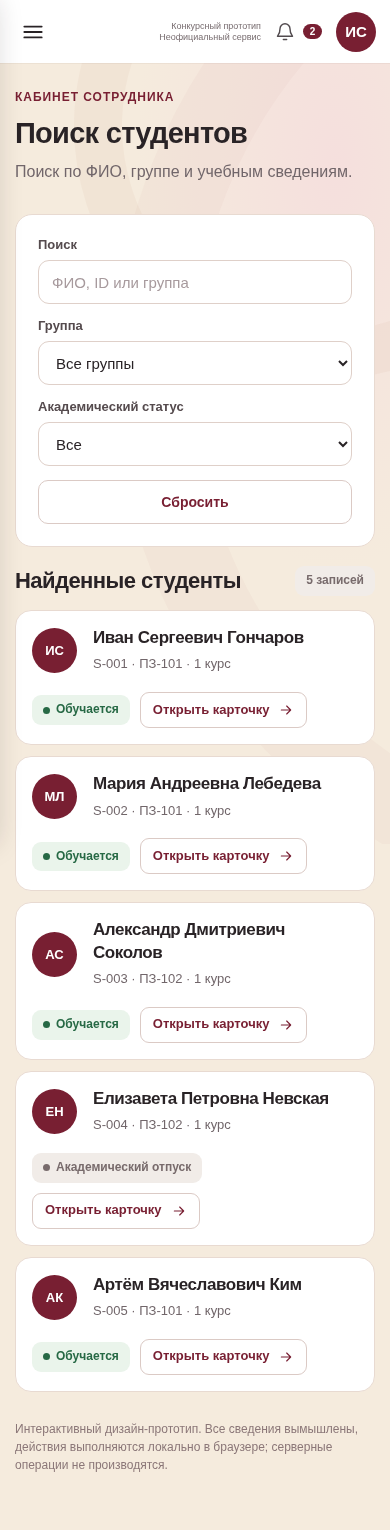 Конкурсный прототип
Неофициальный сервис
2
ИС
КАБИНЕТ СОТРУДНИКА
Поиск студентов
Поиск по ФИО, группе и учебным сведениям.
Поиск
ФИО, ID или группа
Группа
Все группы
Академический статус
Все
Сбросить
Найденные студенты
5 записей
ИС
Иван Сергеевич Гончаров
S-001 · ПЗ-101 · 1 курс
Обучается
Открыть карточку →
МЛ
Мария Андреевна Лебедева
S-002 · ПЗ-101 · 1 курс
Обучается
Открыть карточку →
АС
Александр Дмитриевич
Соколов
S-003 · ПЗ-102 · 1 курс
Обучается
Открыть карточку →
ЕН
Елизавета Петровна Невская
S-004 · ПЗ-102 · 1 курс
Академический отпуск
Открыть карточку →
АК
Артём Вячеславович Ким
S-005 · ПЗ-101 · 1 курс
Обучается
Открыть карточку →
Интерактивный дизайн-прототип. Все сведения вымышлены,
действия выполняются локально в браузере; серверные
операции не производятся.